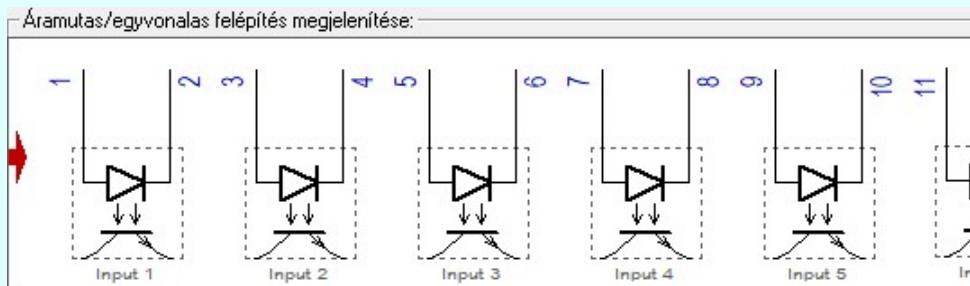 Áramutas/egyvonalas felépítés megjelenítése:
1 2 3 4 5 6 7 8 9 10 11
Input 1 Input 2 Input 3 Input 4 Input 5